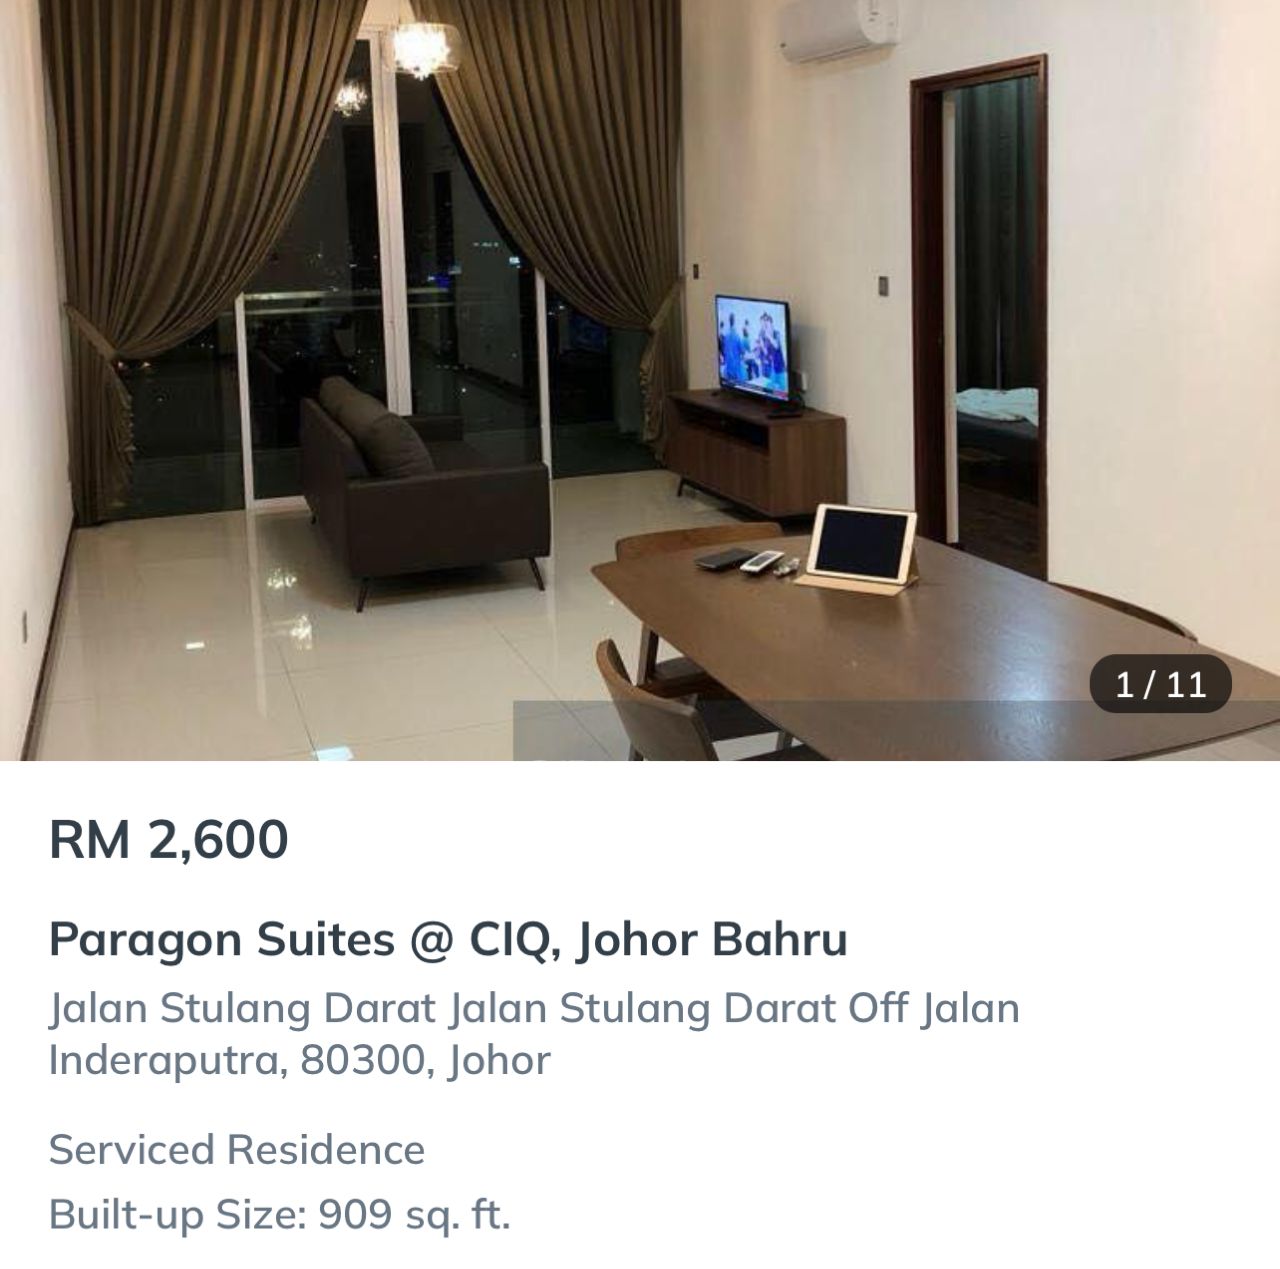 1 / 11
RM 2,600
Paragon Suites @ CIQ, Johor Bahru
Jalan Stulang Darat Jalan Stulang Darat Off Jalan
Inderaputra, 80300, Johor
Serviced Residence
Built-up Size: 909 sq. ft.